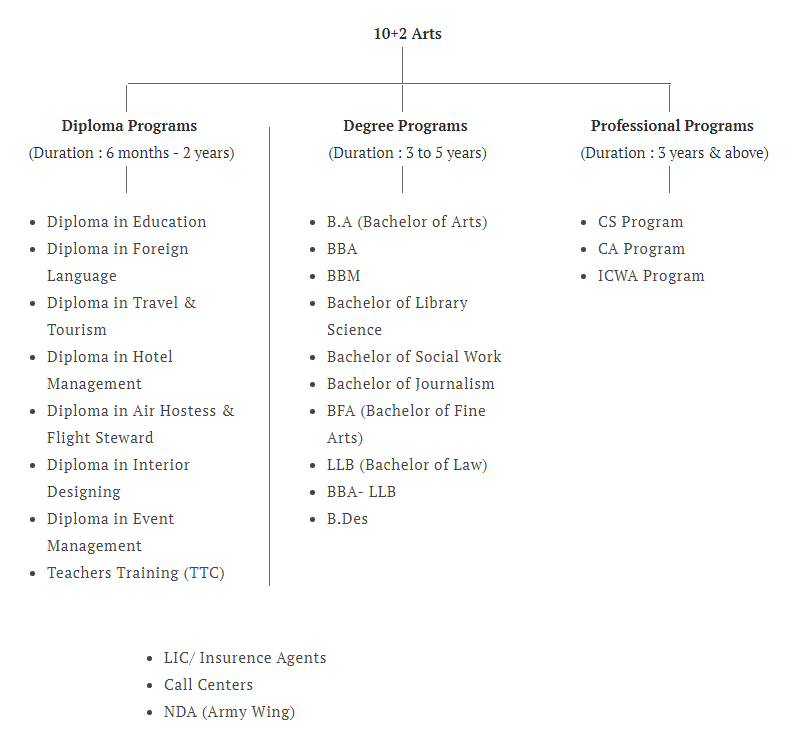 10+2 Arts
Diploma Programs
(Duration : 6 months - 2 years)
• Diploma in Education
• Diploma in Foreign
Language
• Diploma in Travel &
Tourism
• Diploma in Hotel
Management
• Diploma in Air Hostess &
Flight Steward
• Diploma in Interior
Designing
• Diploma in Event
Management
• Teachers Training (TTC)
Degree Programs
(Duration : 3 to 5 years)
• B.A (Bachelor of Arts)
• BBA
• BBM
• Bachelor of Library
Science
• Bachelor of Social Work
• Bachelor of Journalism
• BFA (Bachelor of Fine
Arts)
• LLB (Bachelor of Law)
• BBA- LLB
• B.Des
Professional Programs
(Duration : 3 years & above)
• CS Program
• CA Program
• ICWA Program
• LIC/ Insurence Agents
• Call Centers
• NDA (Army Wing)